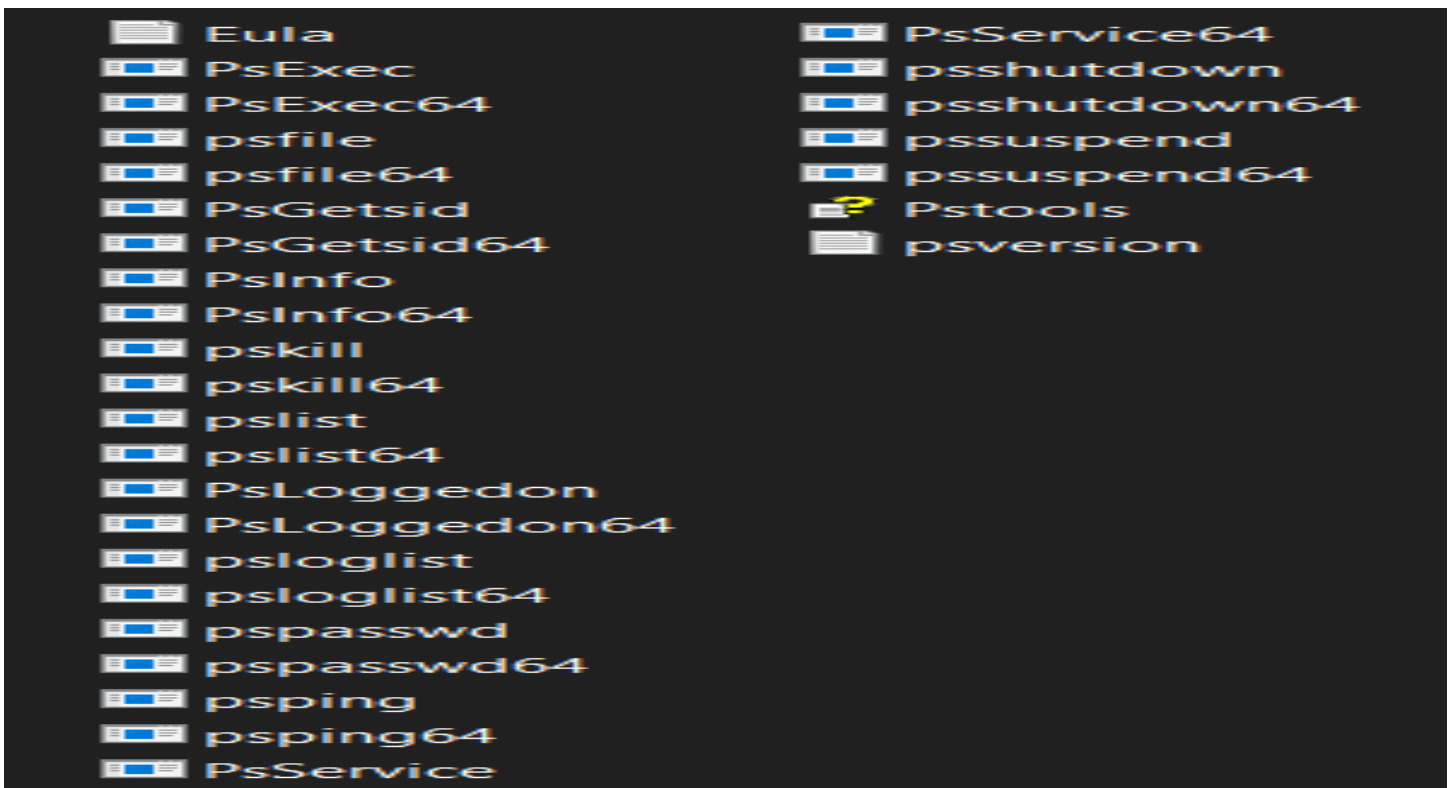 Eula
PsExec
PsExec64
psfile
psfile64
PsGetsid
PsGetsid64
PsInfo
PsInfo64
pskill
pskill64
pslist
pslist64
PsLoggedon
PsLoggedon64
psloglist
psloglist64
pspasswd
pspasswd64
psping
psping64
PsService
PsService64
psshutdown
psshutdown64
pssuspend
pssuspend64
Pstools
psversion